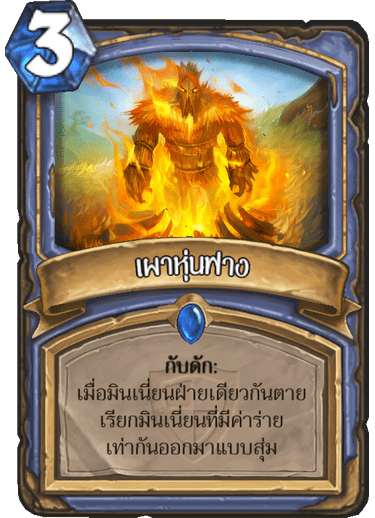 3
เผาหุ่นฟาง
กับดัก:
เมื่อมินเนี่ยนฝ่ายเดียวกันตาย
เรียกมินเนี่ยนที่มีค่าร่าย
เท่ากันออกมาแบบสุ่ม